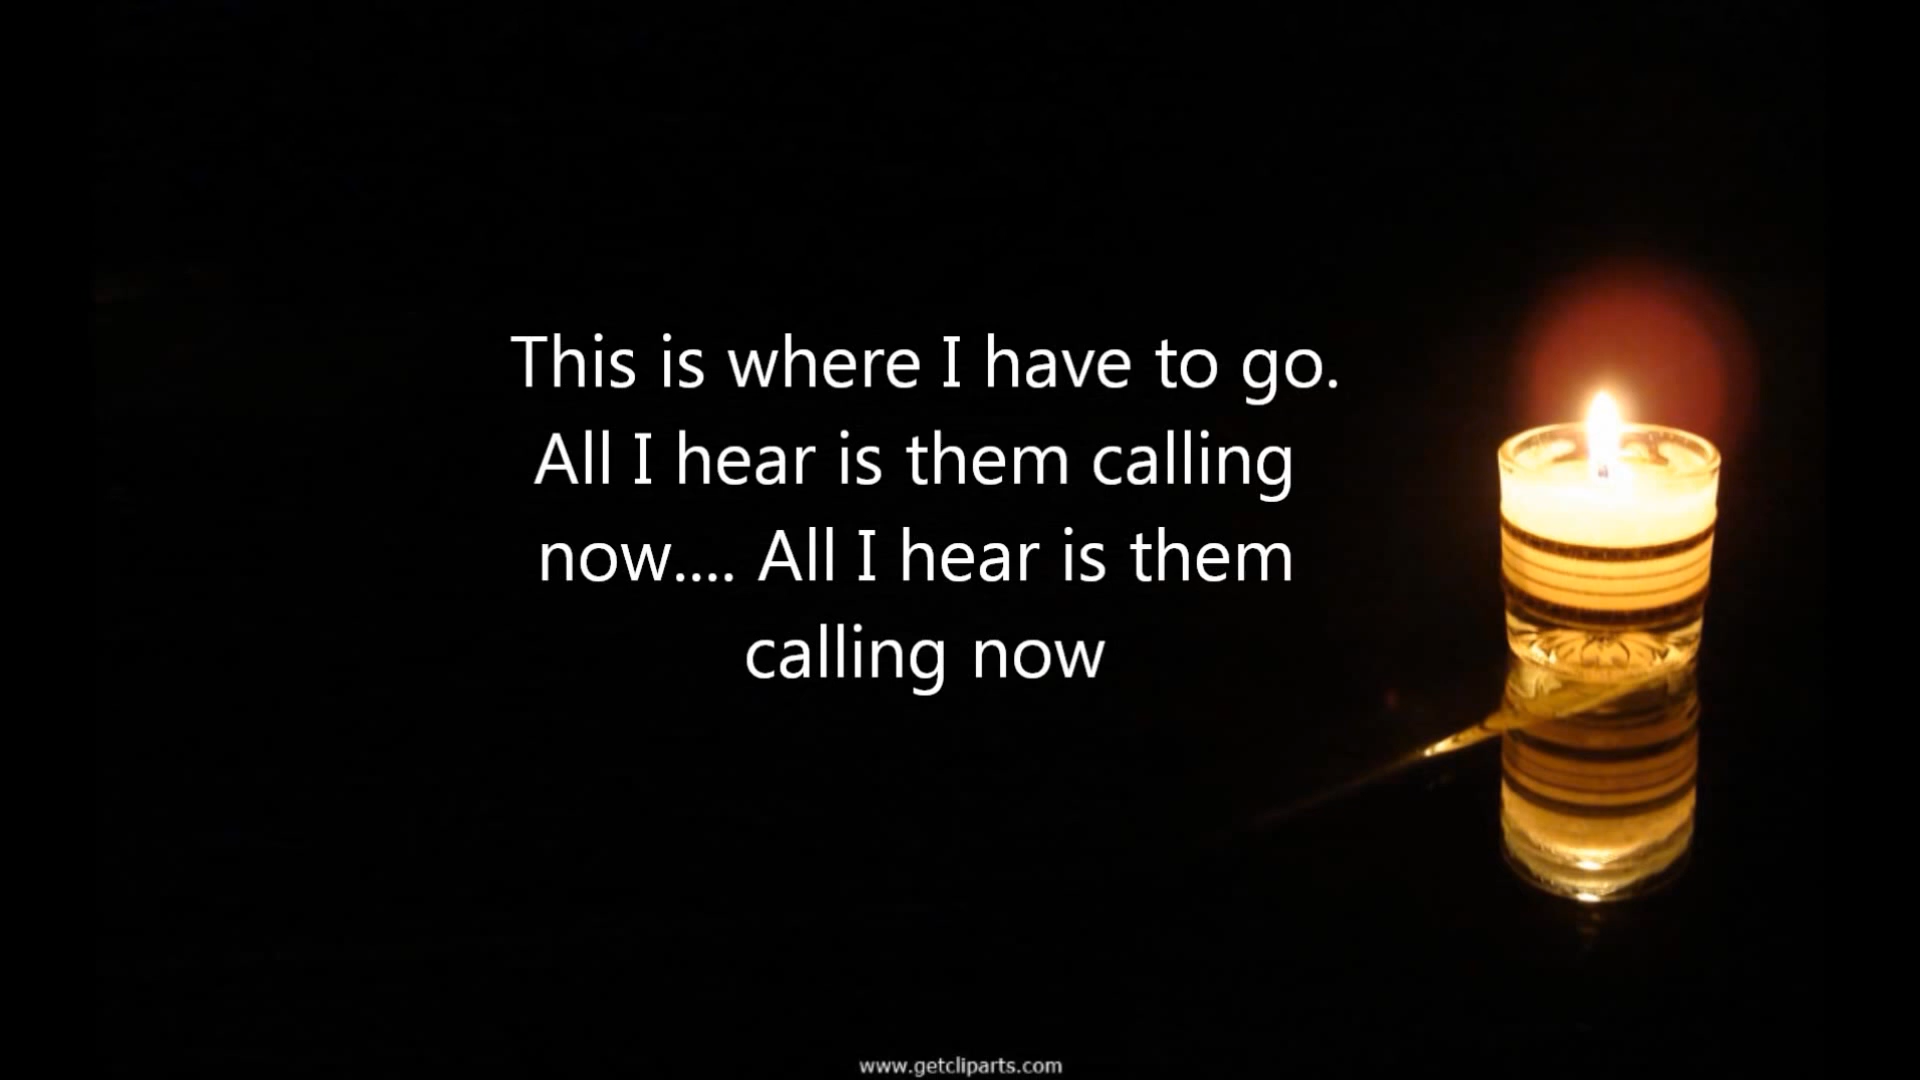 This is where I have to go.
All I hear is them calling
now.... All I hear is them
calling now
www.getcliparts.com